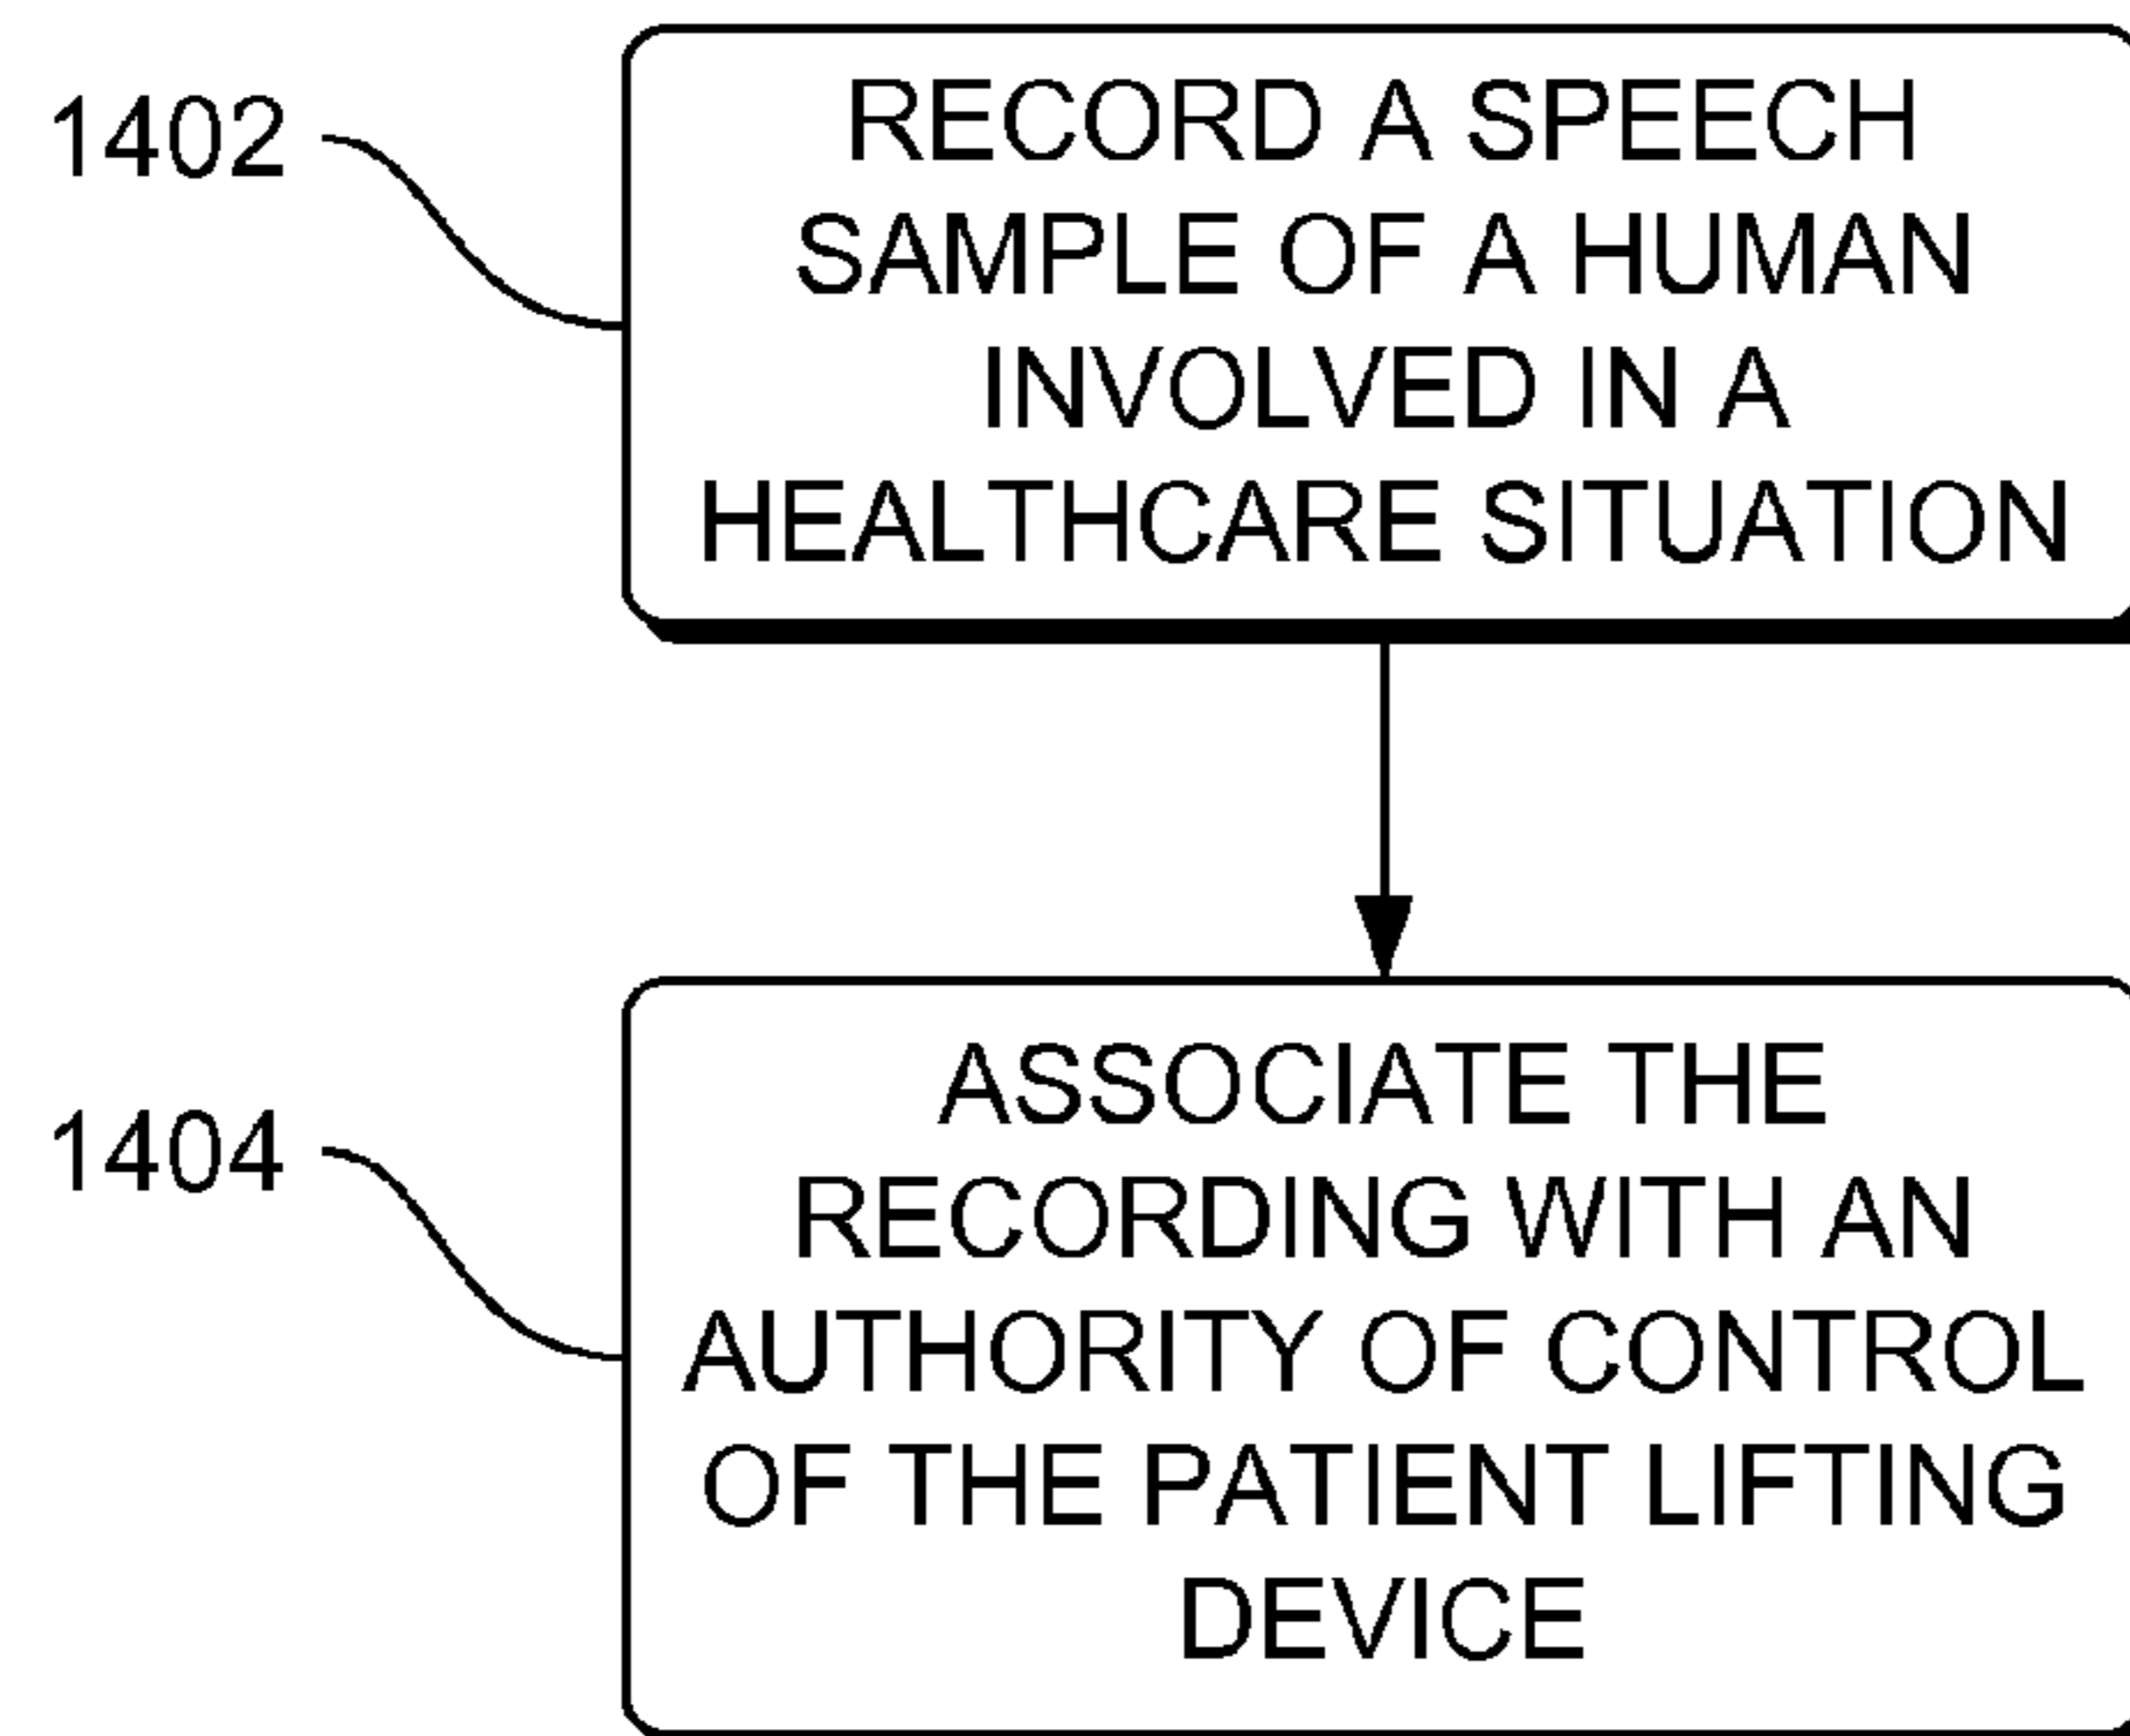 1402
RECORD A SPEECH
SAMPLE OF A HUMAN
INVOLVED IN A
HEALTHCARE SITUATION
1404
ASSOCIATE THE
RECORDING WITH AN
AUTHORITY OF CONTROL
OF THE PATIENT LIFTING
DEVICE